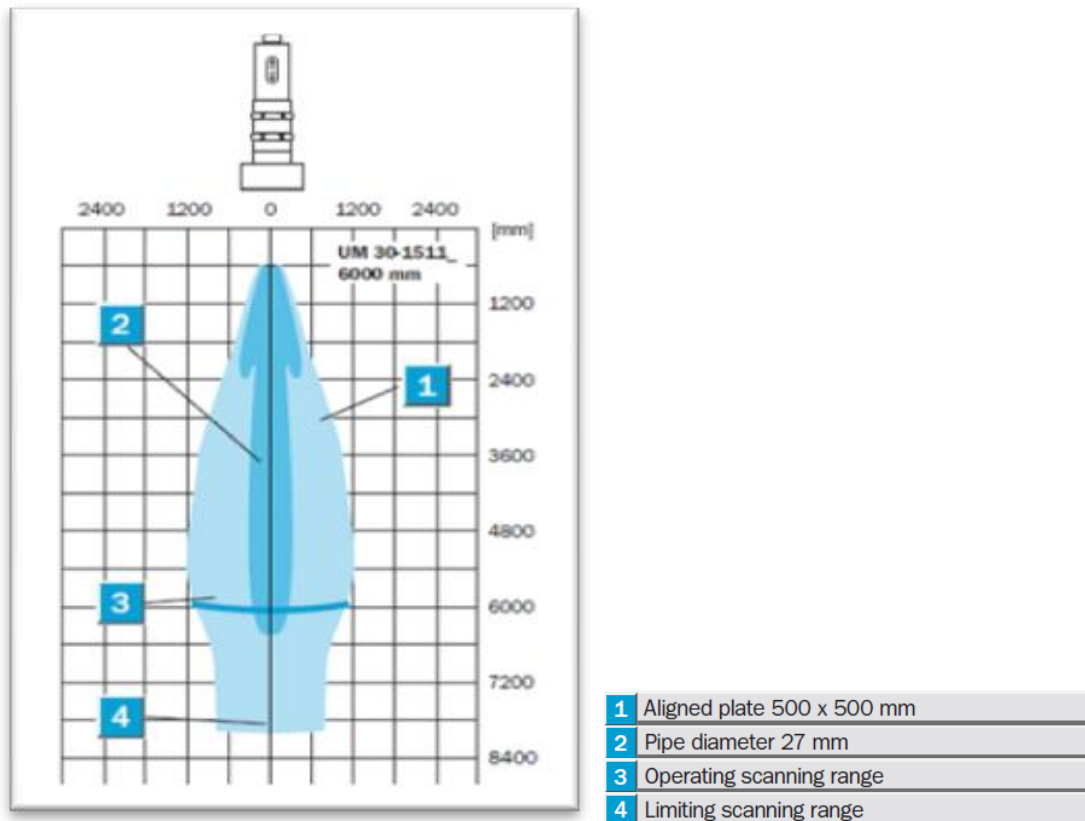 2400 1200 0 1200 2400
[mm]
UM 30-1511_
6000 mm
1200
2
2400
1
3600
4800
3
6000
7200
4
8400
1 Aligned plate 500 x 500 mm
2 Pipe diameter 27 mm
3 Operating scanning range
4 Limiting scanning range